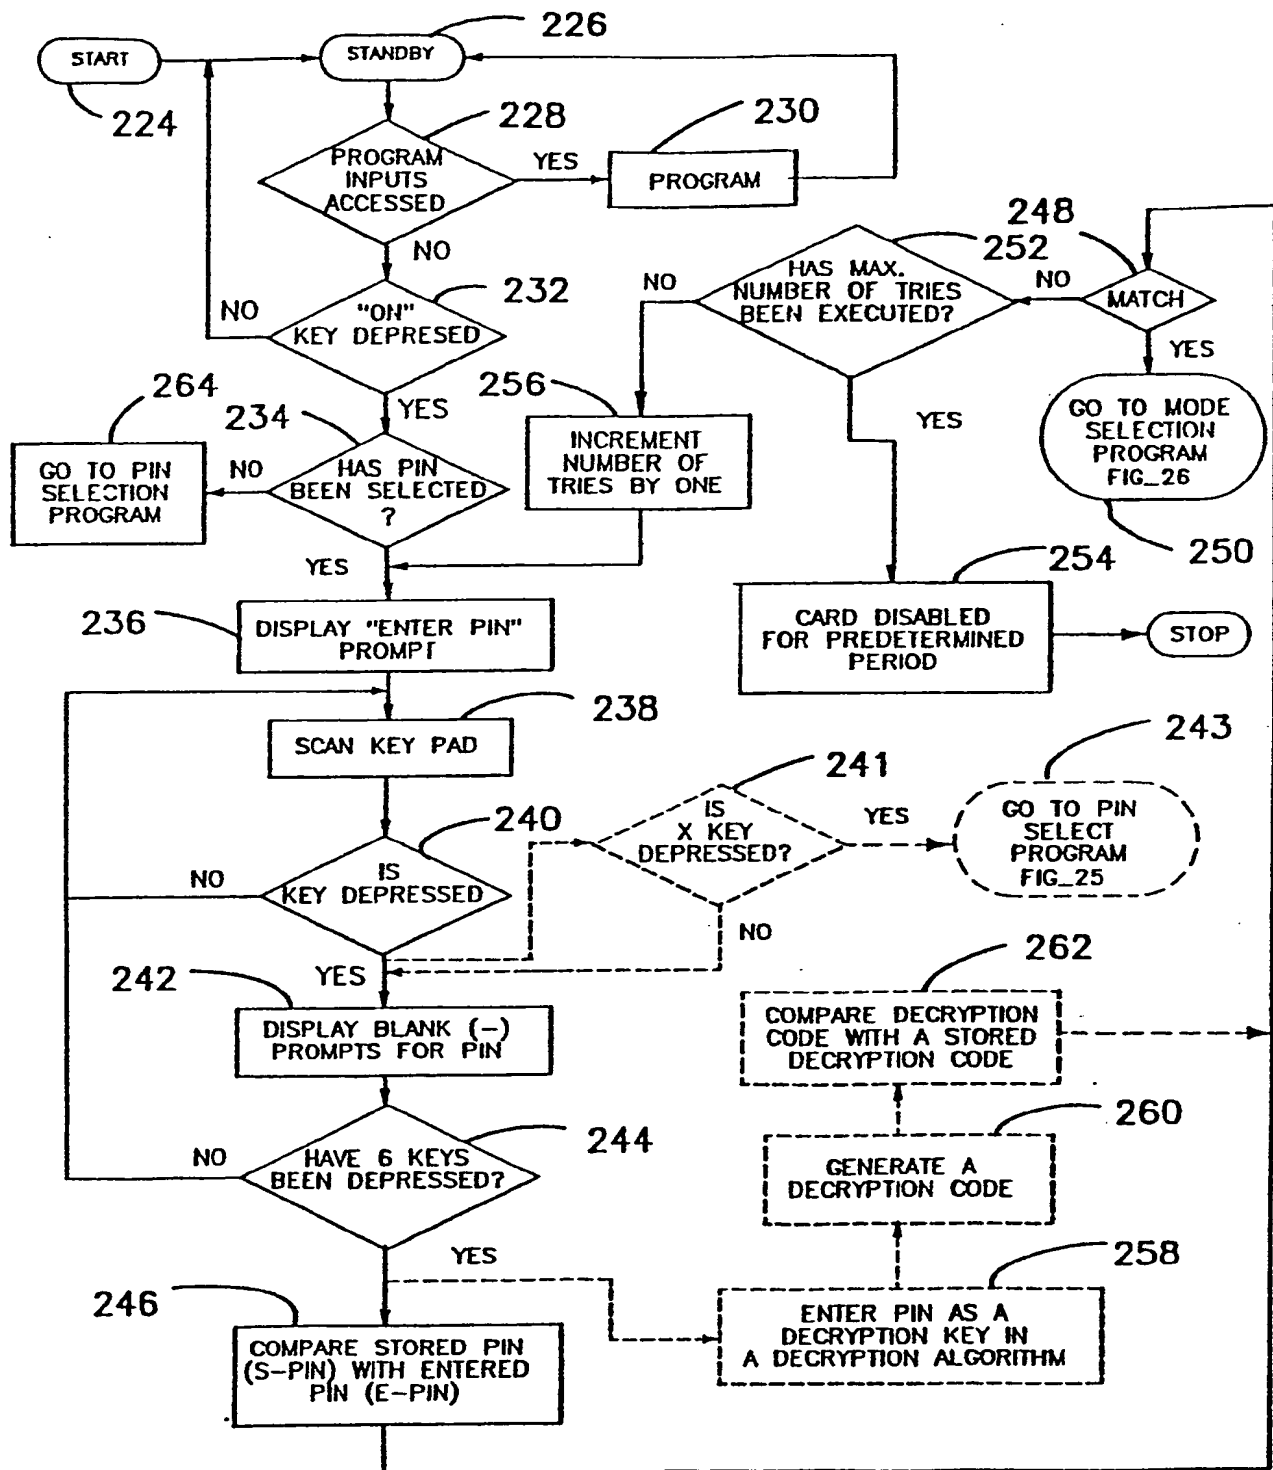 START
224
STANDBY
226
228
PROGRAM
INPUTS
ACCESSED
YES
230
PROGRAM
NO
"ON"
KEY DEPRESED
232
NO
YES
264
234
GO TO PIN
SELECTION
PROGRAM
NO
HAS PIN
BEEN SELECTED
?
YES
248
252
HAS MAX.
NUMBER OF TRIES
BEEN EXECUTED?
NO
NO
MATCH
YES
256
INCREMENT
NUMBER OF
TRIES BY ONE
YES
GO TO MODE
SELECTION
PROGRAM
FIG_26
250
254
CARD DISABLED
FOR PREDETERMINED
PERIOD
STOP
236
DISPLAY "ENTER PIN"
PROMPT
238
SCAN KEY PAD
240
IS
KEY DEPRESSED
NO
YES
241
IS
X KEY
DEPRESSED?
YES
NO
243
GO TO PIN
SELECT
PROGRAM
FIG_25
242
DISPLAY BLANK (-)
PROMPTS FOR PIN
262
COMPARE DECRYPTION
CODE WITH A STORED
DECRYPTION CODE
244
HAVE 6 KEYS
BEEN DEPRESSED?
NO
YES
260
GENERATE A
DECRYPTION CODE
258
ENTER PIN AS A
DECRYPTION KEY IN
A DECRYPTION ALGORITHM
246
COMPARE STORED PIN
(S-PIN) WITH ENTERED
PIN (E-PIN)